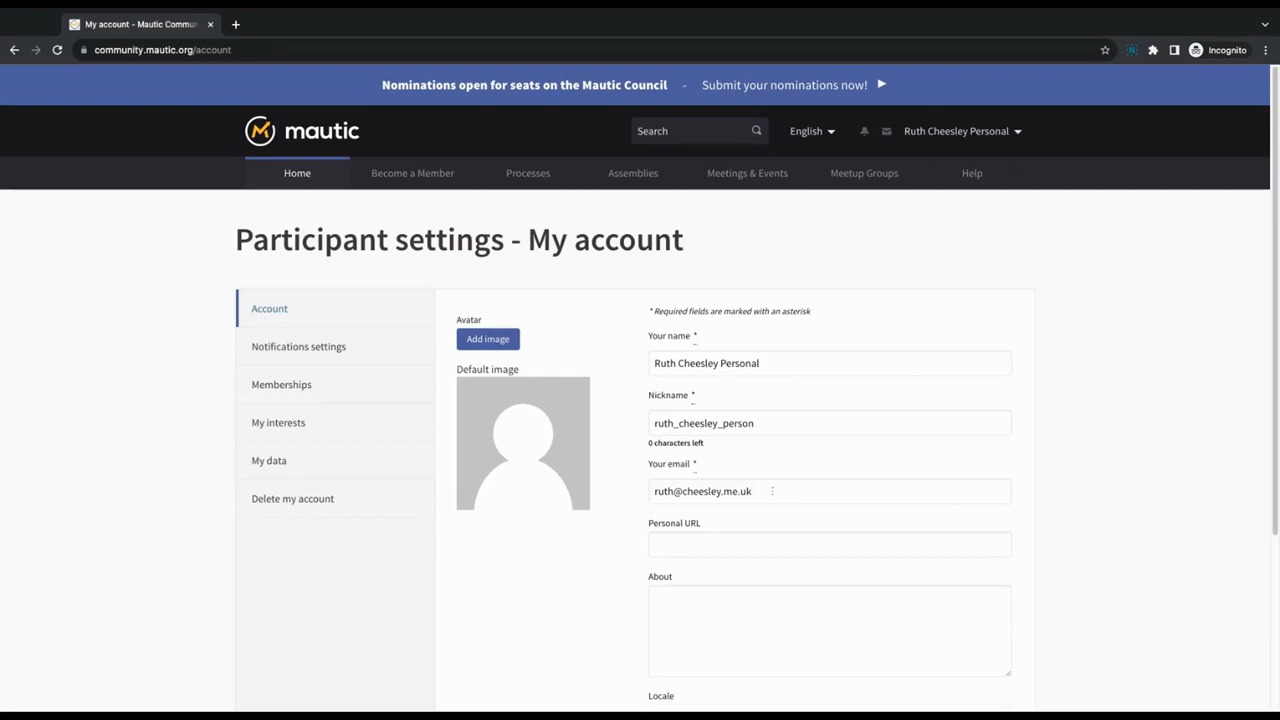 My account - Mautic Commun
community.mautic.org/account
Incognito
Nominations open for seats on the Mautic Council - Submit your nominations now!
mautic
Search
English
Ruth Cheesley Personal
Home
Become a Member
Processes
Assemblies
Meetings & Events
Meetup Groups
Help
Participant settings - My account
Account
Notifications settings
Memberships
My interests
My data
Delete my account
Avatar
Add image
Default image
* Required fields are marked with an asterisk
Your name *
Ruth Cheesley Personal
Nickname *
ruth_cheesley_person
0 characters left
Your email *
ruth@cheesley.me.uk
Personal URL
About
Locale